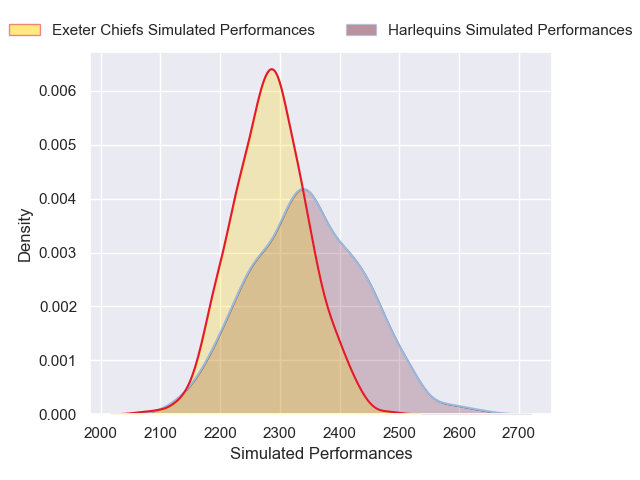 Exeter Chiefs Simulated Performances Harlequins Simulated Performances
0.006
0.005
0.004
0.003
0.002
0.001
0.000
Density
2000 2100 2200 2300 2400 2500 2600 2700
Simulated Performances